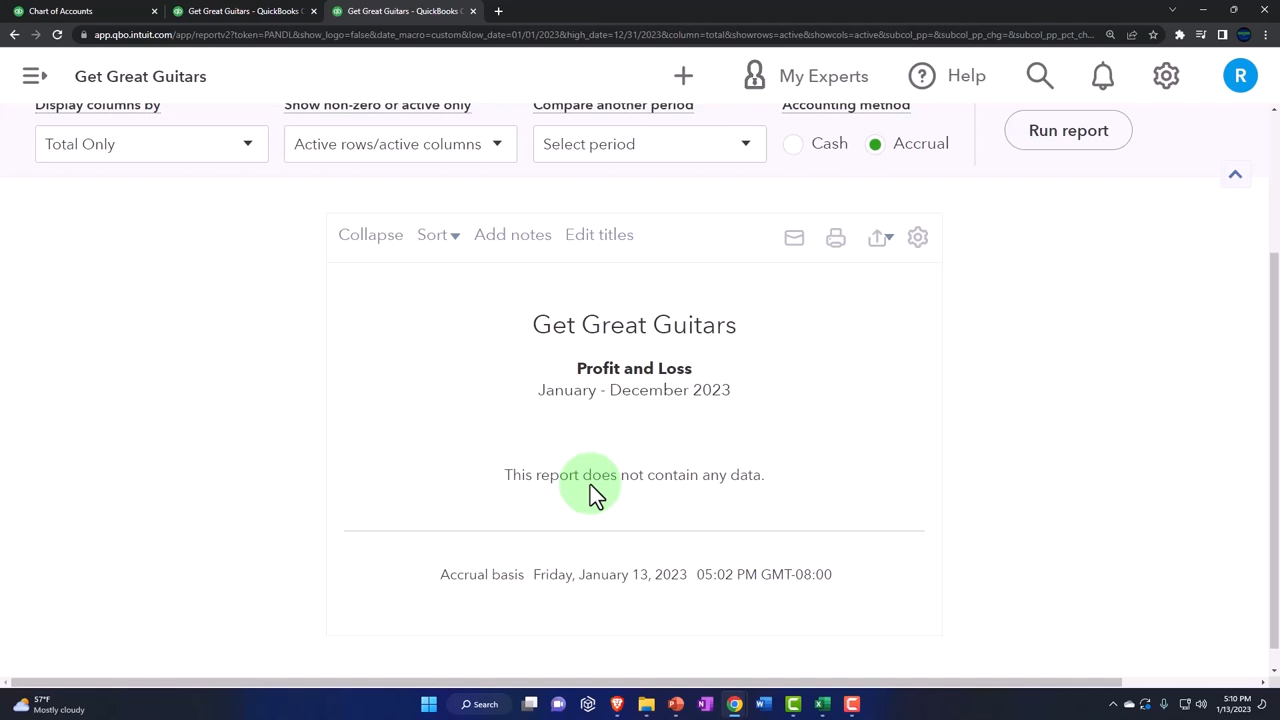 Chart of Accounts
Get Great Guitars - QuickBooks C
Get Great Guitars - QuickBooks C
app.qbo.intuit.com/app/reportv2?token=PANDL&show_logo=false&date_macro=custom&low_date=01/01/2023&high_date=12/31/2023&column=total&showrows=active&showcols=active&subcol_pp=&subcol_pp_chg=&subcol_pp_pct_ch...
Get Great Guitars
My Experts
Help
R
Display columns by
Show non-zero or active only
Compare another period
Accounting method
Total Only
Active rows/active columns
Select period
Cash
Accrual
Run report
Collapse
Sort
Add notes
Edit titles
Get Great Guitars
Profit and Loss
January - December 2023
This report does not contain any data.
Accrual basis Friday, January 13, 2023 05:02 PM GMT-08:00
57°F
Mostly cloudy
Search
5:10 PM
1/13/2023